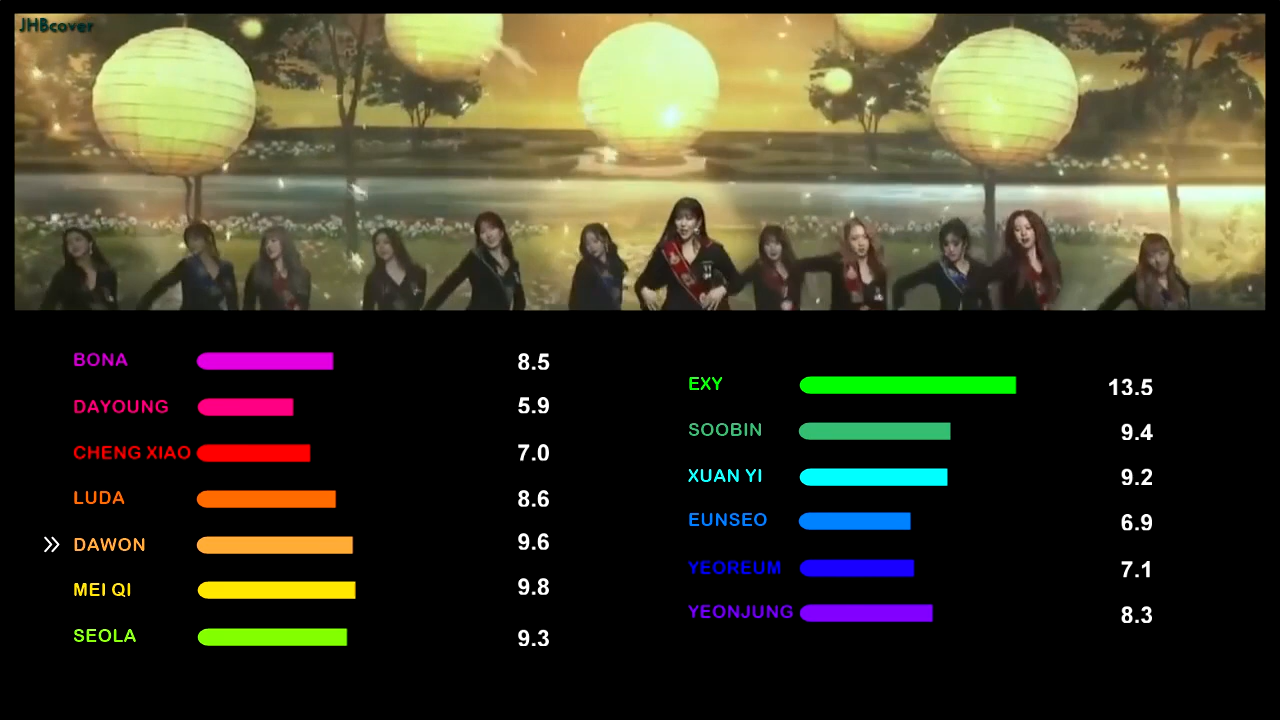 JHBcover
BONA 8.5
DAYOUNG 5.9
CHENG XIAO 7.0
LUDA 8.6
» DAWON 9.6
MEI QI 9.8
SEOLA 9.3
EXY 13.5
SOOBIN 9.4
XUAN YI 9.2
EUNSEO 6.9
YEOREUM 7.1
YEONJUNG 8.3